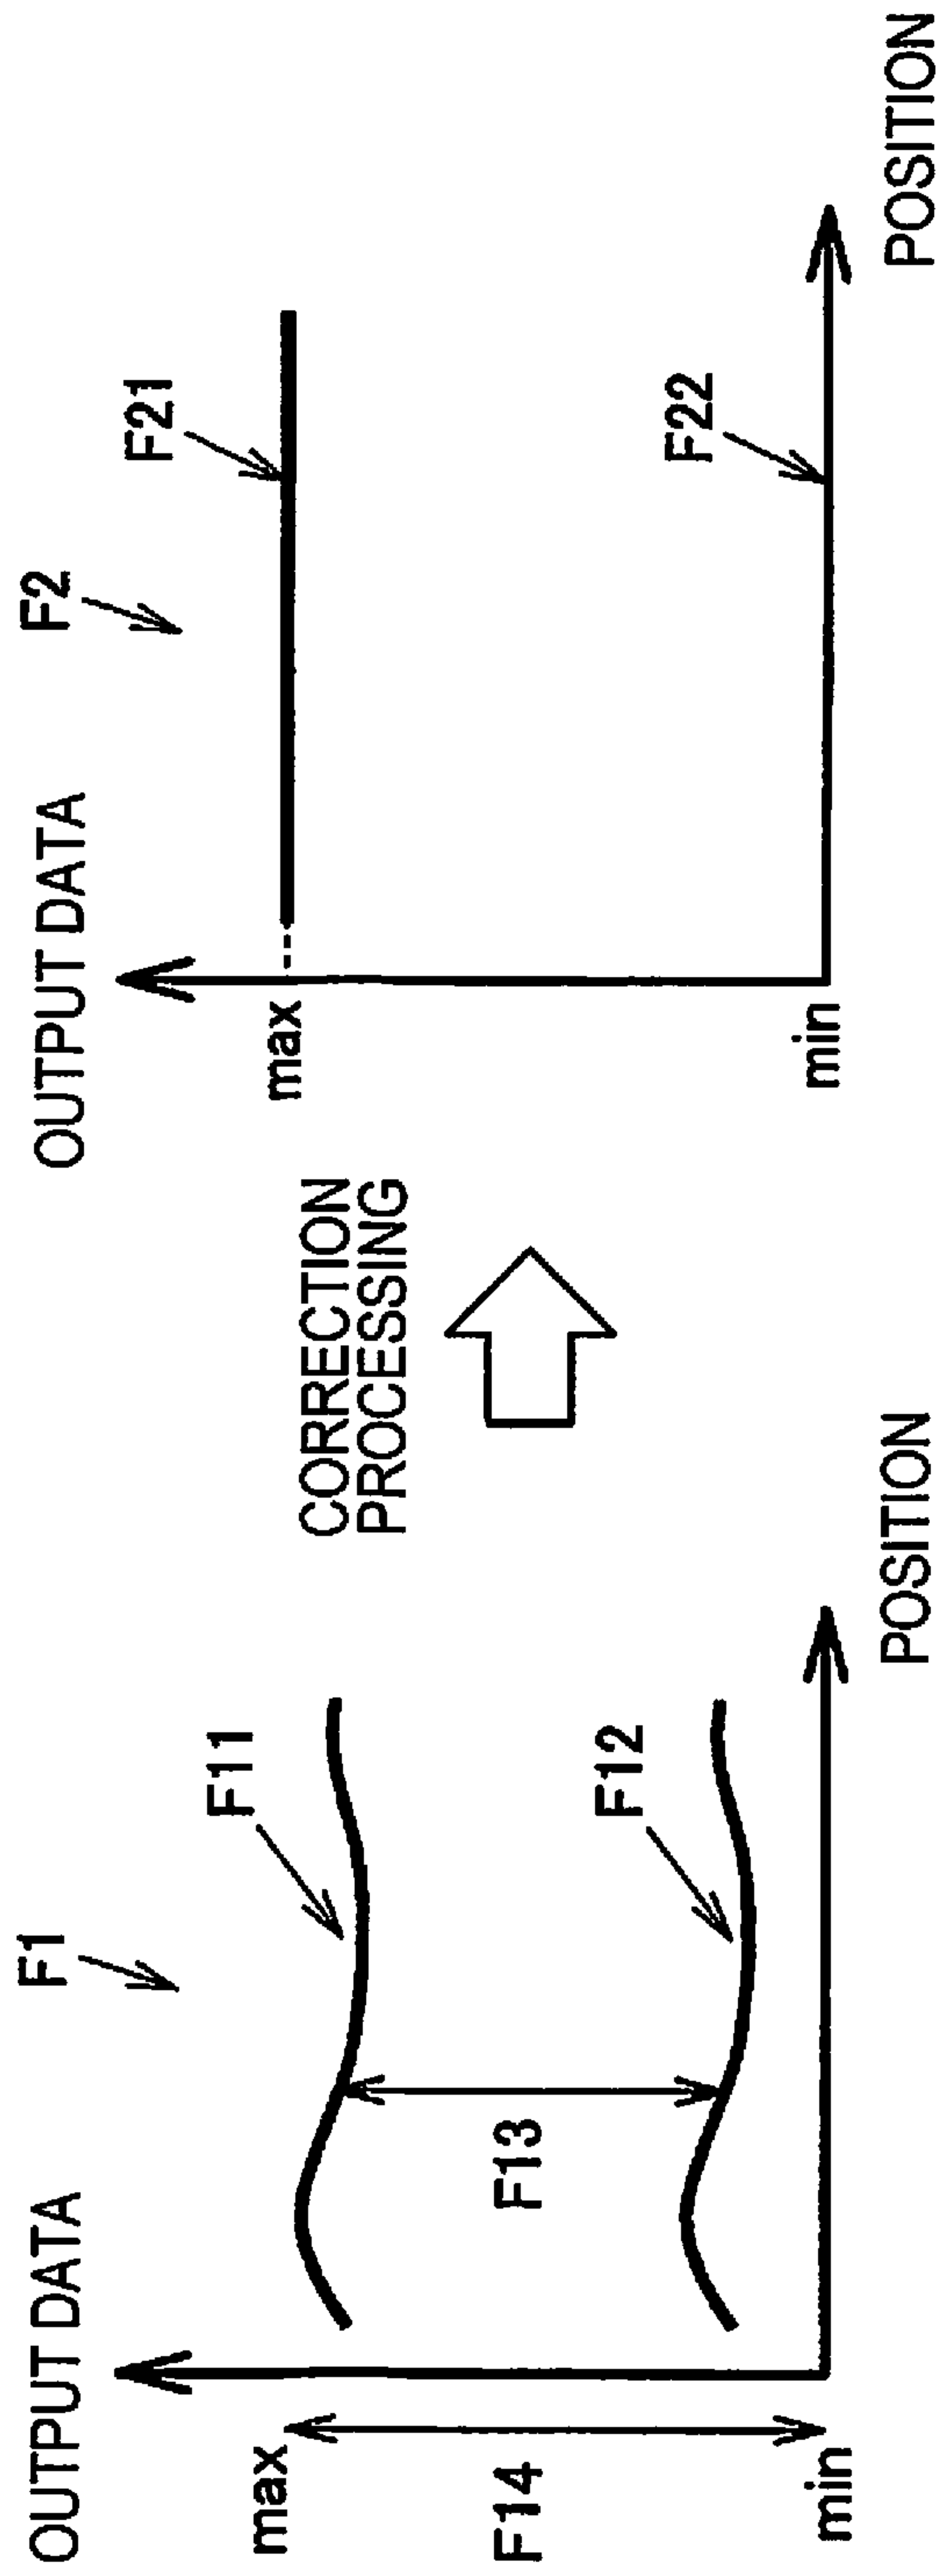 F1
OUTPUT DATA
max
F11
F13
F14
F12
min
POSITION
CORRECTION
PROCESSING
F2
OUTPUT DATA
max
F21
F22
min
POSITION